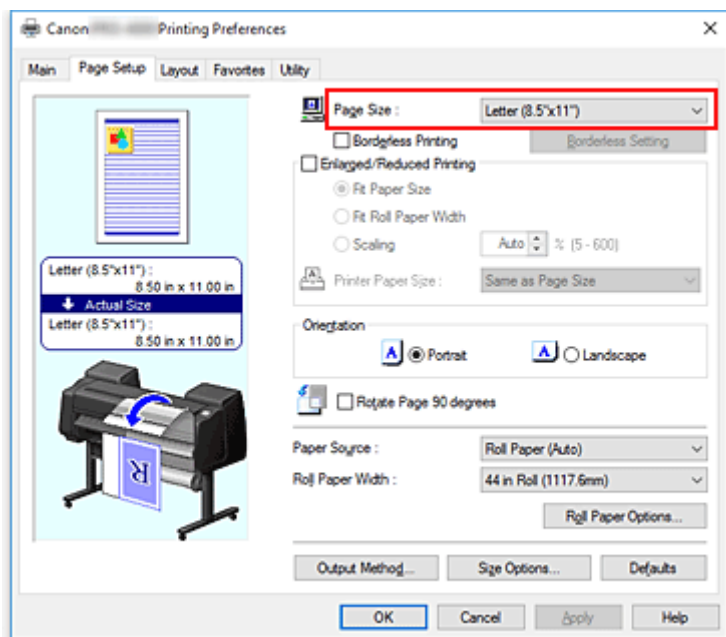 Canon Printing Preferences
Main Page Setup Layout Favorites Utility
Page Size : Letter (8.5"x11")
Borderless Printing Borderless Setting
Enlarged/Reduced Printing
Fit Paper Size
Fit Roll Paper Width
Scaling Auto % (5 - 600)
Printer Paper Size : Same as Page Size
Letter (8.5"x11") :
8.50 in x 11.00 in
Actual Size
Letter (8.5"x11") :
8.50 in x 11.00 in
Orientation
A Portrait A Landscape
Rotate Page 90 degrees
R
Paper Source : Roll Paper (Auto)
Roll Paper Width : 44 in Roll (1117.6mm)
Roll Paper Options...
Output Method... Size Options... Defaults
OK Cancel Apply Help